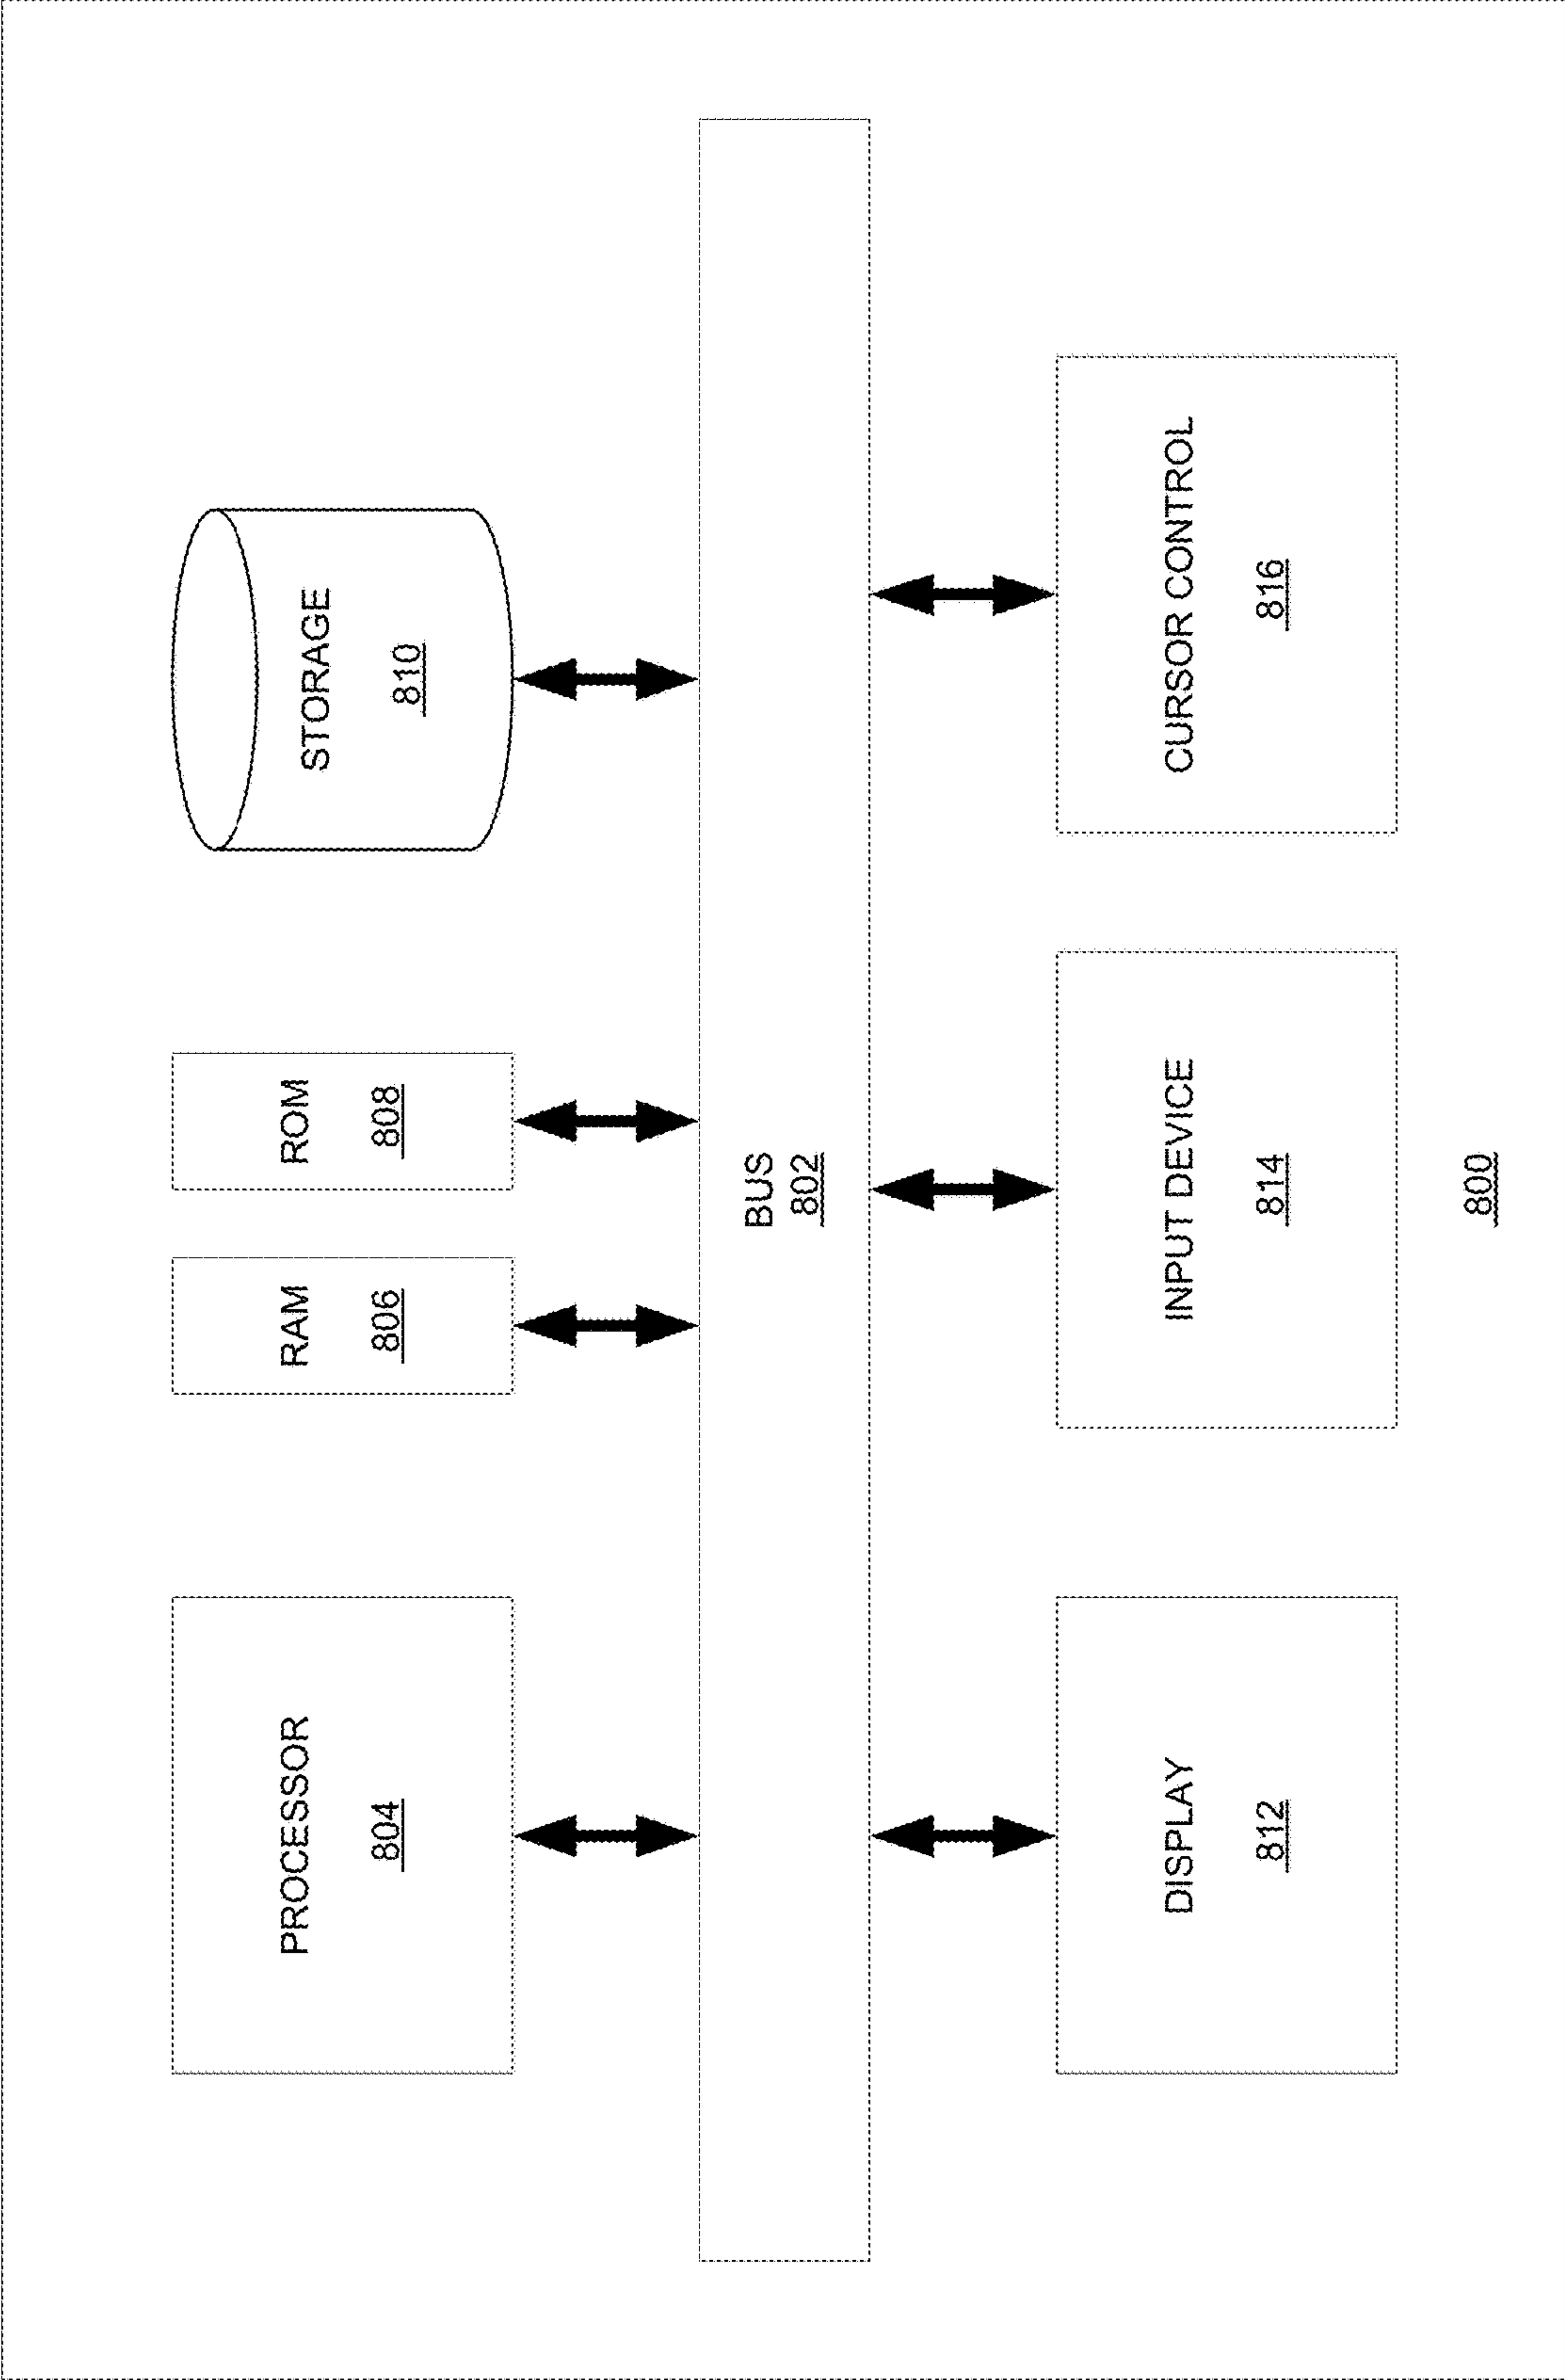 PROCESSOR
804
RAM
806
ROM
808
STORAGE
810
BUS
802
DISPLAY
812
INPUT DEVICE
814
CURSOR CONTROL
816
800